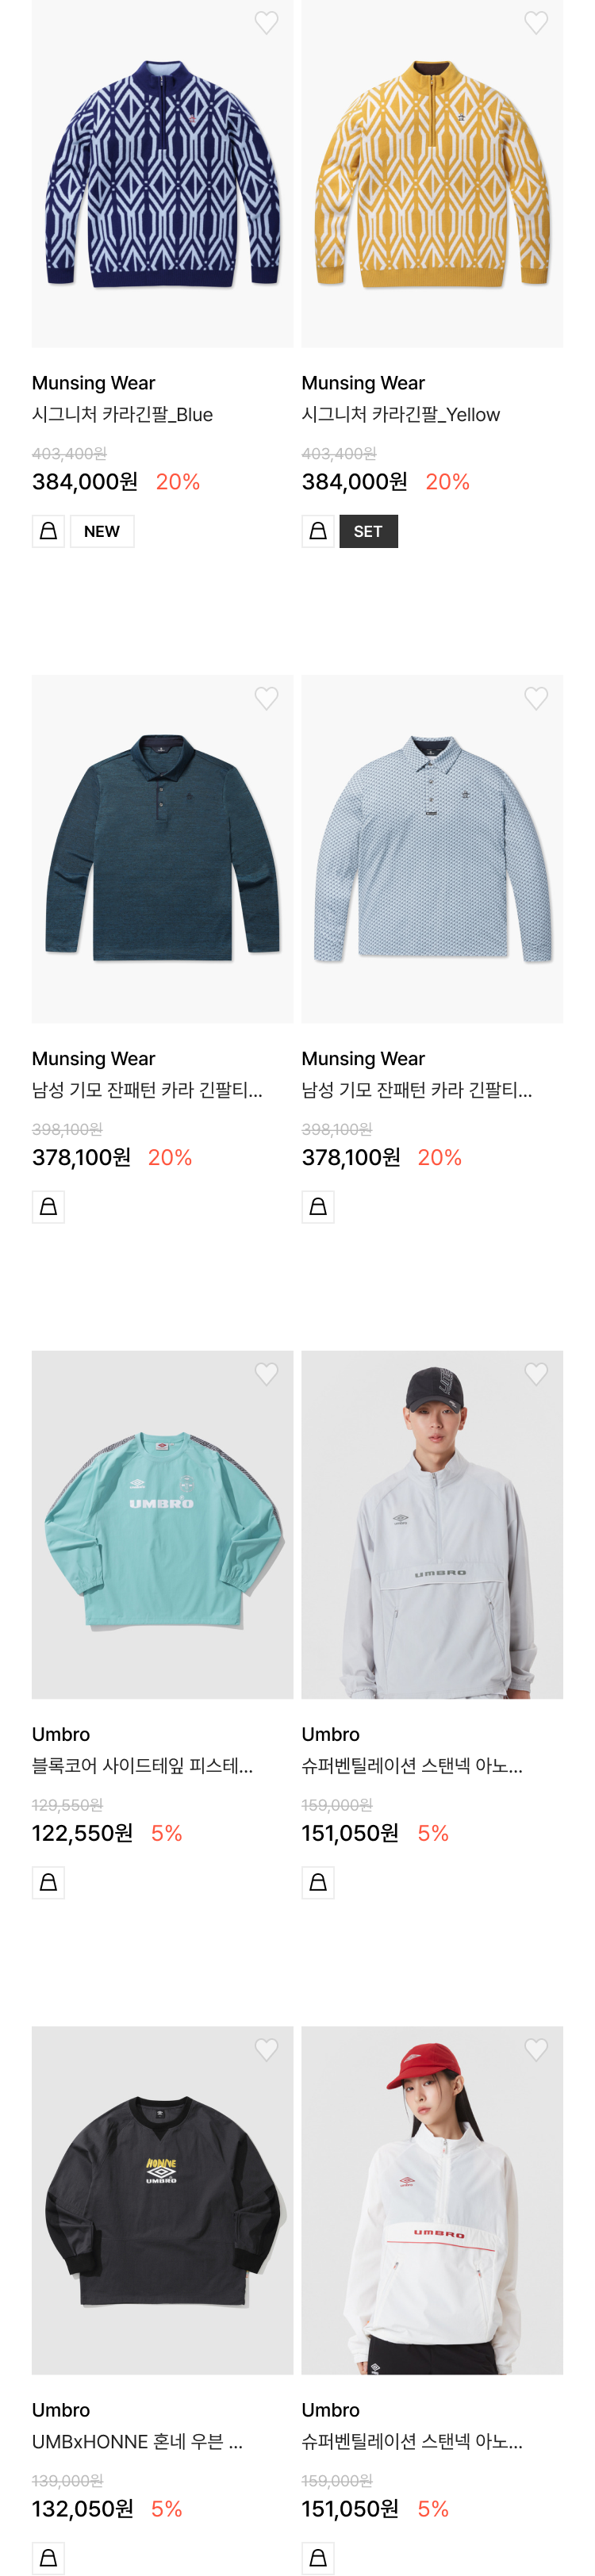 Munsing Wear
시그니처 카라긴팔_Blue
403,400원
384,000원 20%
NEW
Munsing Wear
시그니처 카라긴팔_Yellow
403,400원
384,000원 20%
SET
Munsing Wear
남성 기모 잔패턴 카라 긴팔티...
398,100원
378,100원 20%
Munsing Wear
남성 기모 잔패턴 카라 긴팔티...
398,100원
378,100원 20%
UMBRO
Umbro
블록코어 사이드테잎 피스테...
129,550원
122,550원 5%
UMBRO
Umbro
슈퍼벤틸레이션 스탠넥 아노...
159,000원
151,050원 5%
HONNE
UMBRO
Umbro
UMBxHONNE 혼네 우븐 ...
139,000원
132,050원 5%
UMBRO
Umbro
슈퍼벤틸레이션 스탠넥 아노...
159,000원
151,050원 5%